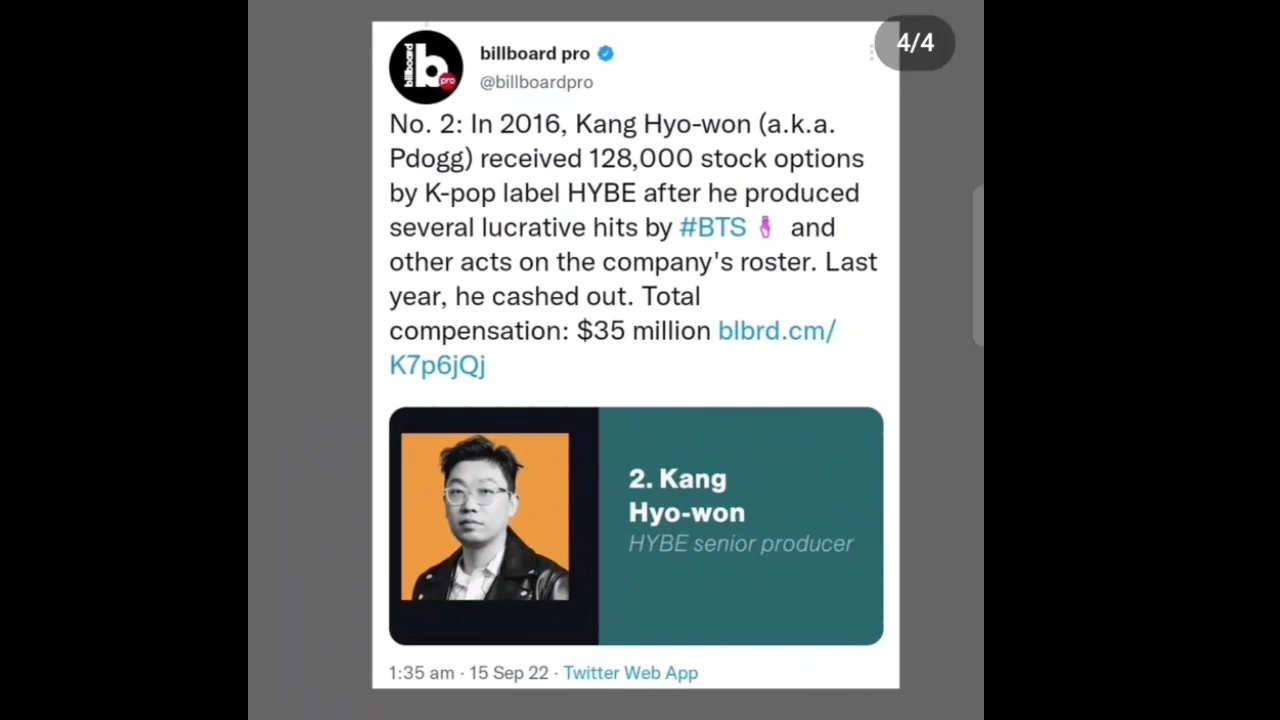 4/4
billboard
b
pro
billboard pro
@billboardpro
No. 2: In 2016, Kang Hyo-won (a.k.a.
Pdogg) received 128,000 stock options
by K-pop label HYBE after he produced
several lucrative hits by #BTS and
other acts on the company's roster. Last
year, he cashed out. Total
compensation: $35 million blbrd.cm/
K7p6jQj
2. Kang
Hyo-won
HYBE senior producer
1:35 am · 15 Sep 22 · Twitter Web App